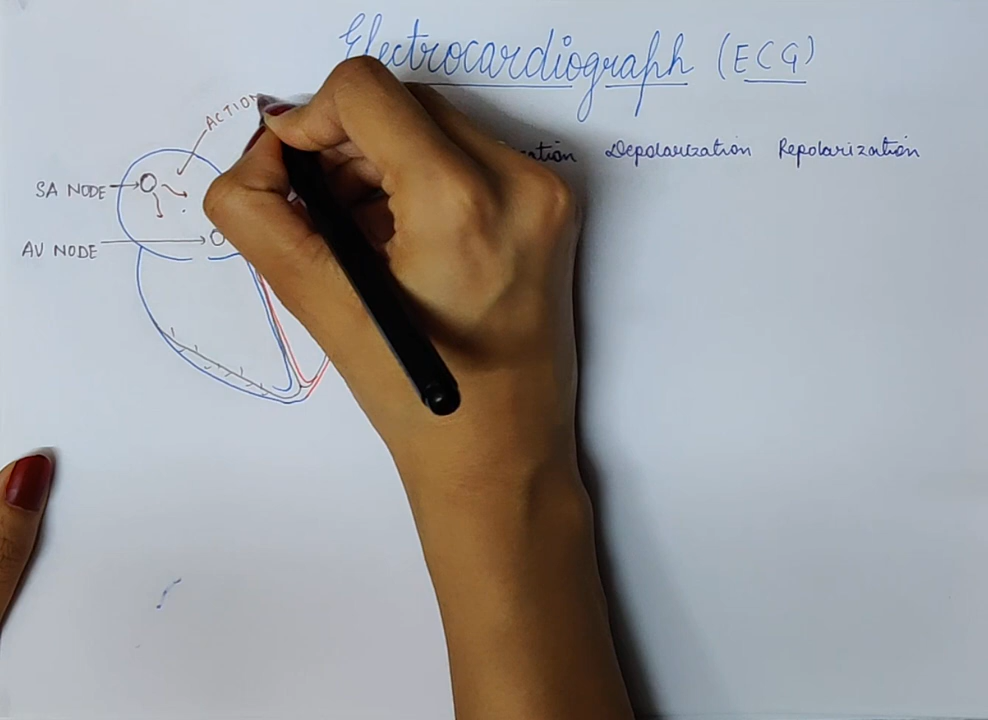 Electrocardiograph (ECG)
Depolarization Repolarization
ACTION
SA NODE
AV NODE